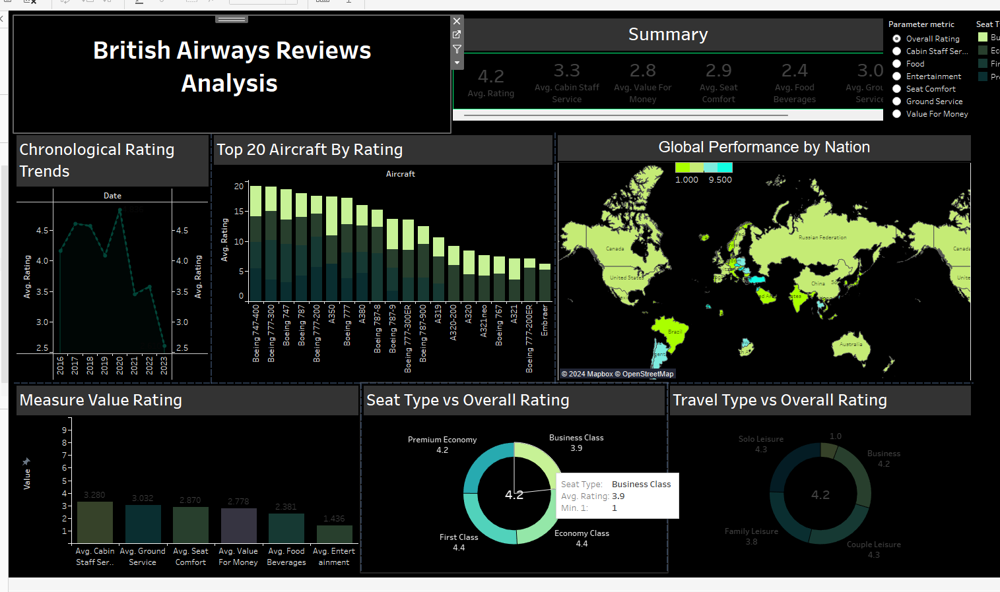 British Airways Reviews
Analysis
Summary
4.2
Avg. Rating
3.3
Avg. Cabin Staff
Service
2.8
Avg. Value For
Money
2.9
Avg. Seat
Comfort
2.4
Avg. Food
Beverages
3.0
Avg. Grou
Service
Parameter metric
Overall Rating
Cabin Staff Ser...
Food
Entertainment
Seat Comfort
Ground Service
Value For Money
Seat T
Bu
Ec
Fir
Pr
Chronological Rating
Trends
Date
Avg. Rating
4.5
4.0
3.5
3.0
2.5
4.5
4.0
3.5
3.0
2.5
Avg. Rating
2016
2017
2018
2019
2020
2021
2022
2023
Top 20 Aircraft By Rating
Aircraft
Avg. Rating
20
15
10
5
0
Boeing 747-400
Boeing 777-300
Boeing 747
Boeing 787
Boeing 777-200
A350
Boeing 777
A380
Boeing 787-8
Boeing 787-9
Boeing 777-300ER
Boeing 787-900
A319
A320-200
A320
A321neo
Boeing 767
A321
Boeing 777-200ER
Embraer
Global Performance by Nation
1.000 9.500
Canada
United States
Russian Federation
China
Brazil
Australia
Canada
Unite
© 2024 Mapbox © OpenStreetMap
Measure Value Rating
Value
9
8
7
6
5
4
3
2
1
3.280
3.032
2.870
2.778
2.381
1.436
Avg. Cabin
Staff Ser..
Avg. Ground
Service
Avg. Seat
Comfort
Avg. Value
For Money
Avg. Food
Beverages
Avg. Entert
ainment
Seat Type vs Overall Rating
Premium Economy
4.2
Business Class
3.9
4.2
Seat Type: Business Class
Avg. Rating: 3.9
Min. 1: 1
First Class
4.4
Economy Class
4.4
Travel Type vs Overall Rating
Solo Leisure
4.3
1.0
Business
4.2
4.2
Family Leisure
3.8
Couple Leisure
4.3